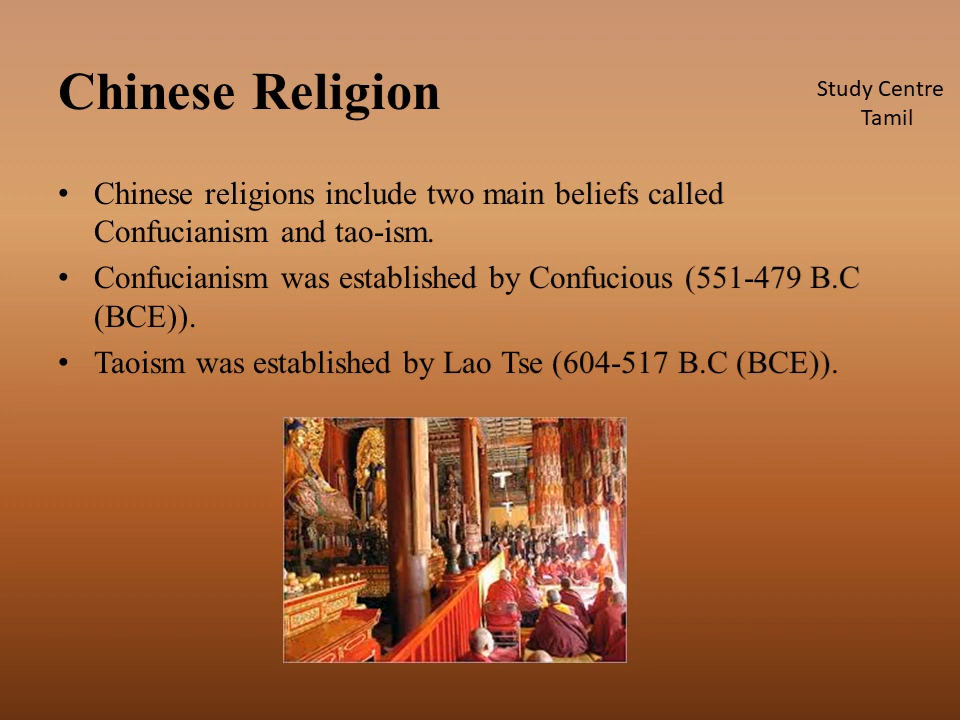 Chinese Religion
Study Centre
Tamil
• Chinese religions include two main beliefs called
Confucianism and tao-ism.
• Confucianism was established by Confucious (551-479 B.C
(BCE)).
• Taoism was established by Lao Tse (604-517 B.C (BCE)).